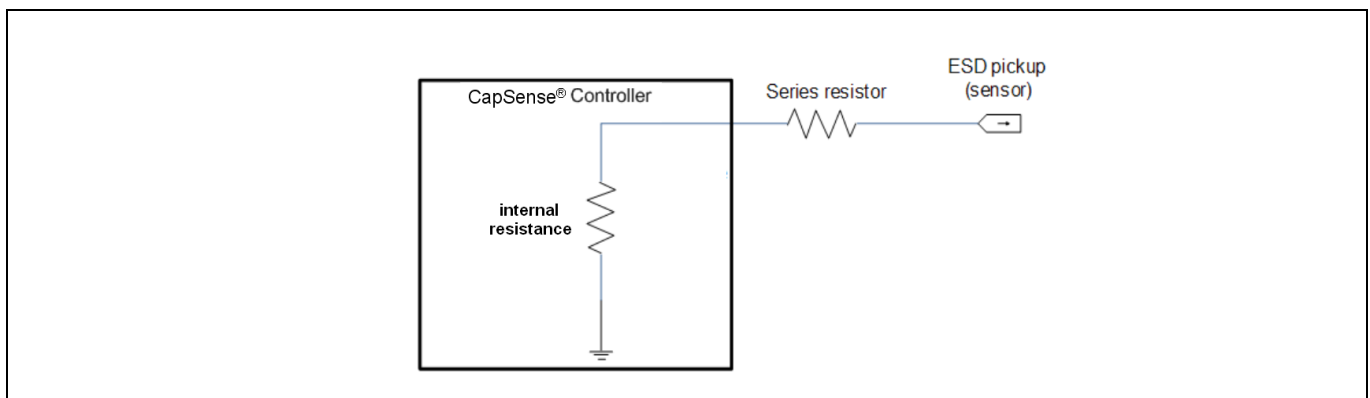 CapSense® Controller
Series resistor
ESD pickup
(sensor)
internal
resistance